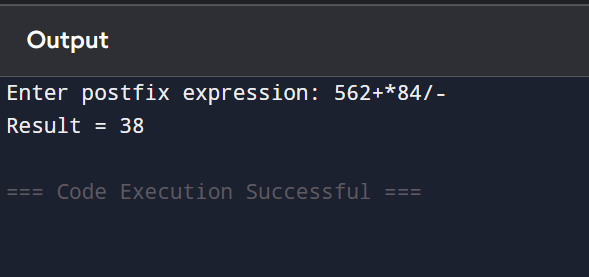 Output
Enter postfix expression: 562+*84/-
Result = 38
=== Code Execution Successful ===